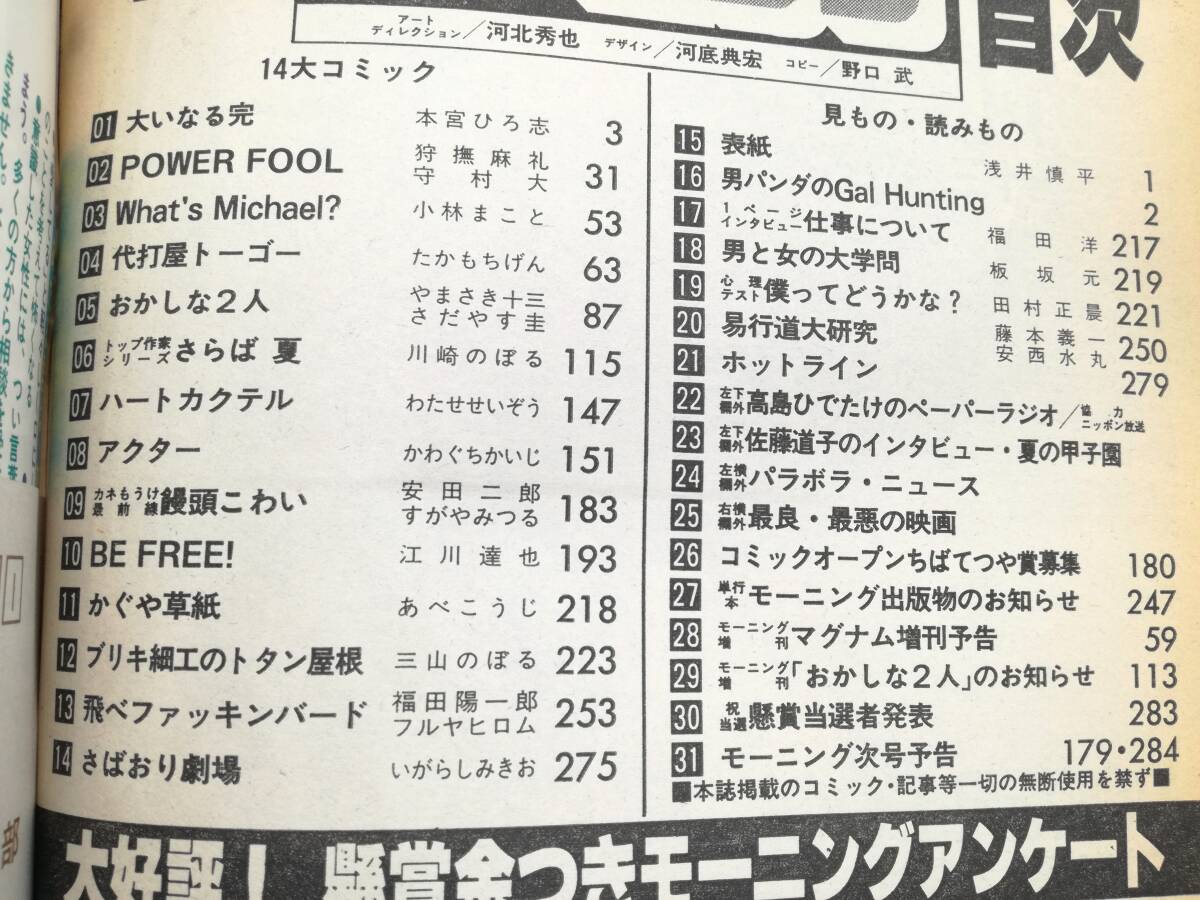 目次
アートディレクション/河北秀也 デザイン/河底典宏 コピー/野口 武
14大コミック
01 大いなる完 本宮ひろ志 3
02 POWER FOOL 狩撫麻礼 守村大 31
03 What's Michael? 小林まこと 53
04 代打屋トーゴー たかもちげん 63
05 おかしな2人 やまさき十三 さだやす圭 87
06 トップ作家シリーズ さらば 夏 川崎のぼる 115
07 ハートカクテル わたせせいぞう 147
08 アクター かわぐちかいじ 151
09 カネもうけ最前線 饅頭こわい 安田二郎 すがやみつる 183
10 BE FREE! 江川達也 193
11 かぐや草紙 あべこうじ 218
12 ブリキ細工のトタン屋根 三山のぼる 223
13 飛べファッキンバード 福田陽一郎 フルヤヒロム 253
14 さばおり劇場 いがらしみきお 275
見もの・読みもの
15 表紙 浅井慎平 1
16 男パンダのGal Hunting 2
17 1ページインタビュー 仕事について 福田洋 217
18 男と女の大学問 板坂元 219
19 心理テスト 僕ってどうかな? 田村正晨 221
20 易行道大研究 藤本義一 安西水丸 250
21 ホットライン 279
22 左下欄外 高島ひでたけのペーパーラジオ/協力ニッポン放送
23 左下欄外 佐藤道子のインタビュー・夏の甲子園
24 左横欄外 パラボラ・ニュース
25 右横欄外 最良・最悪の映画
26 コミックオープンちばてつや賞募集 180
27 単行本 モーニング出版物のお知らせ 247
28 モーニング増刊 マグナム増刊予告 59
29 モーニング増刊 「おかしな2人」のお知らせ 113
30 祝当選 懸賞当選者発表 283
31 モーニング次号予告 179・284
■本誌掲載のコミック・記事等一切の無断使用を禁ず■
大好評! 懸賞金つきモーニングアンケート